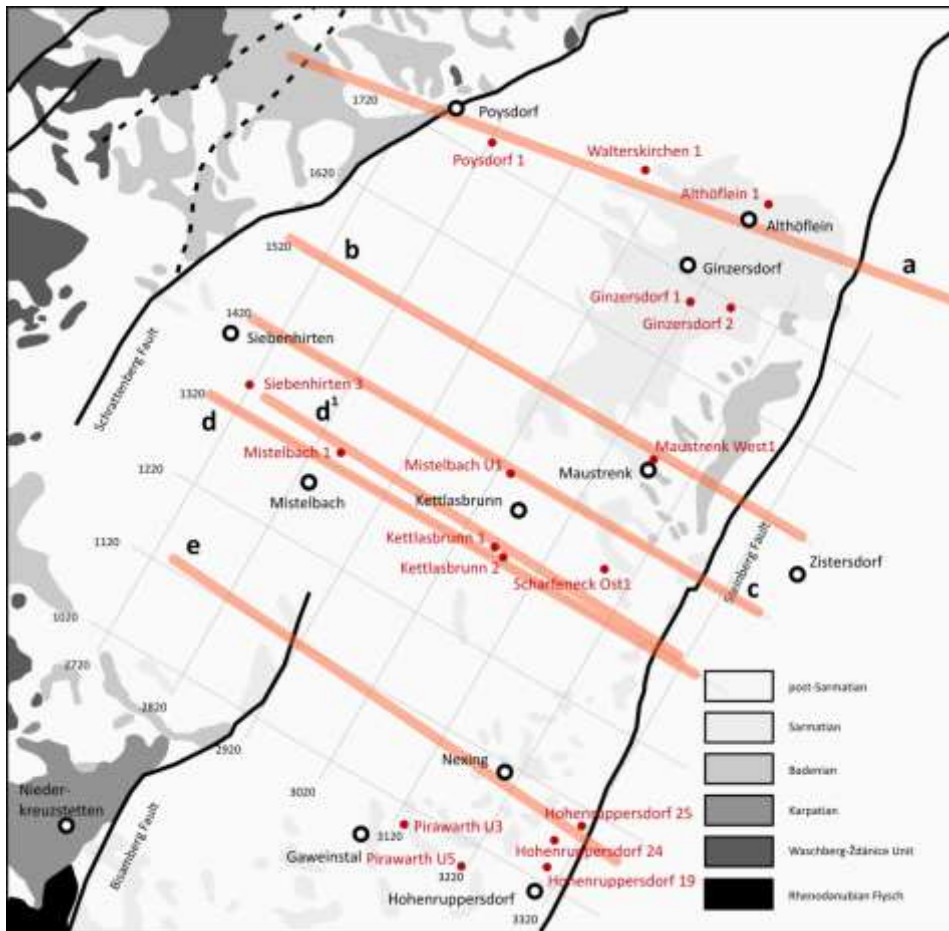 1720
Poysdorf
Poysdorf 1
Walterskirchen 1
1620
Althöflein 1
Althöflein
1520
b
a
Ginzersdorf
Ginzersdorf 1
Ginzersdorf 2
1420
Siebenhirten
Schrattenberg Fault
Siebenhirten 3
1320
d
d1
Mistelbach 1
Mistelbach U1
Maustrenk West1
Maustrenk
1220
Mistelbach
Kettlasbrunn
Kettlasbrunn 1
Kettlasbrunn 2
Scharfeneck Ost1
Steinberg Fault
Zistersdorf
1120
e
c
1020
2720
2820
2920
post-Sarmatian
Sarmatian
Badenian
Karpatian
Waschberg-Ždánice Unit
Rhenodanubian Flysch
Nexing
Nieder-
kreuzstetten
3020
Bisamberg Fault
Hohenruppersdorf 25
Pirawarth U3
3120
Gaweinstal
Hohenruppersdorf 24
Pirawarth U5
3220
Hohenruppersdorf 19
Hohenruppersdorf
3320